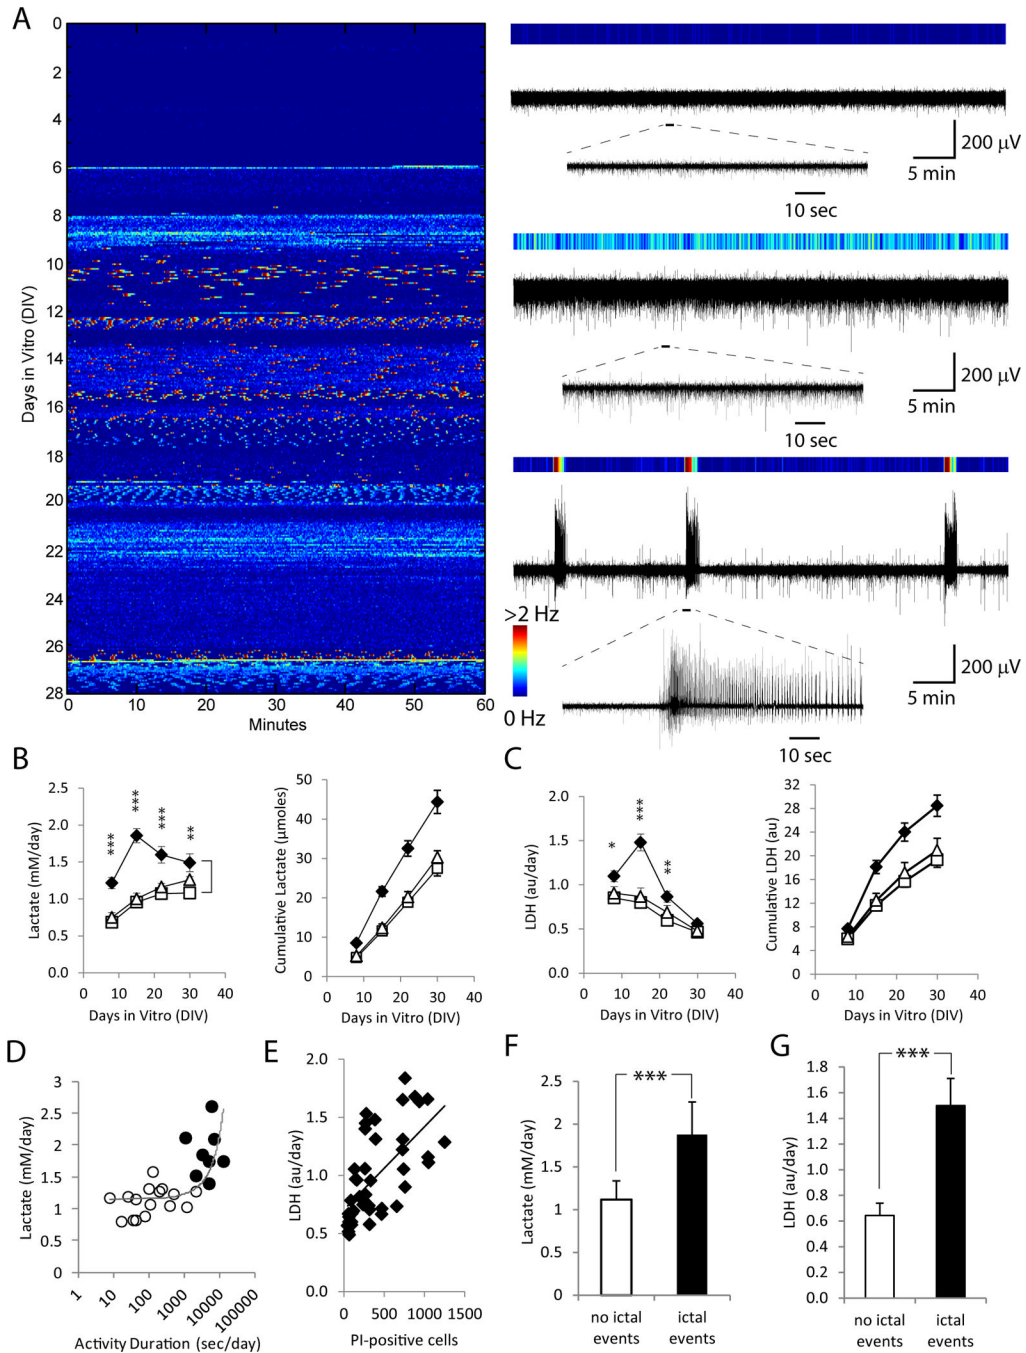 A
0
2
4
6
8
10
12
14
16
18
20
22
24
26
28
Days in Vitro (DIV)
0 10 20 30 40 50 60
Minutes
>2 Hz
0 Hz
200 µV
5 min
10 sec
200 µV
5 min
10 sec
200 µV
5 min
10 sec
B
Lactate (mM/day)
2.5
2.0
1.5
1.0
0.5
0.0
*** *** *** **
0 10 20 30 40
Days in Vitro (DIV)
Cumulative Lactate (µmoles)
50
40
30
20
10
0
0 10 20 30 40
Days in Vitro (DIV)
C
LDH (au/day)
2.0
1.5
1.0
0.5
0.0
* *** **
0 10 20 30 40
Days in Vitro (DIV)
Cumulative LDH (au)
32
28
24
20
16
12
8
4
0
0 10 20 30 40
Days in Vitro (DIV)
D
Lactate (mM/day)
3
2.5
2
1.5
1
0.5
0
1 10 100 1000 10000 100000
Activity Duration (sec/day)
E
LDH (au/day)
2.0
1.5
1.0
0.5
0.0
0 500 1000 1500
PI-positive cells
F
Lactate (mM/day)
2.5
2
1.5
1
0.5
0
***
no ictal events
ictal events
G
LDH (au/day)
1.8
1.6
1.4
1.2
1.0
0.8
0.6
0.4
0.2
0.0
***
no ictal events
ictal events